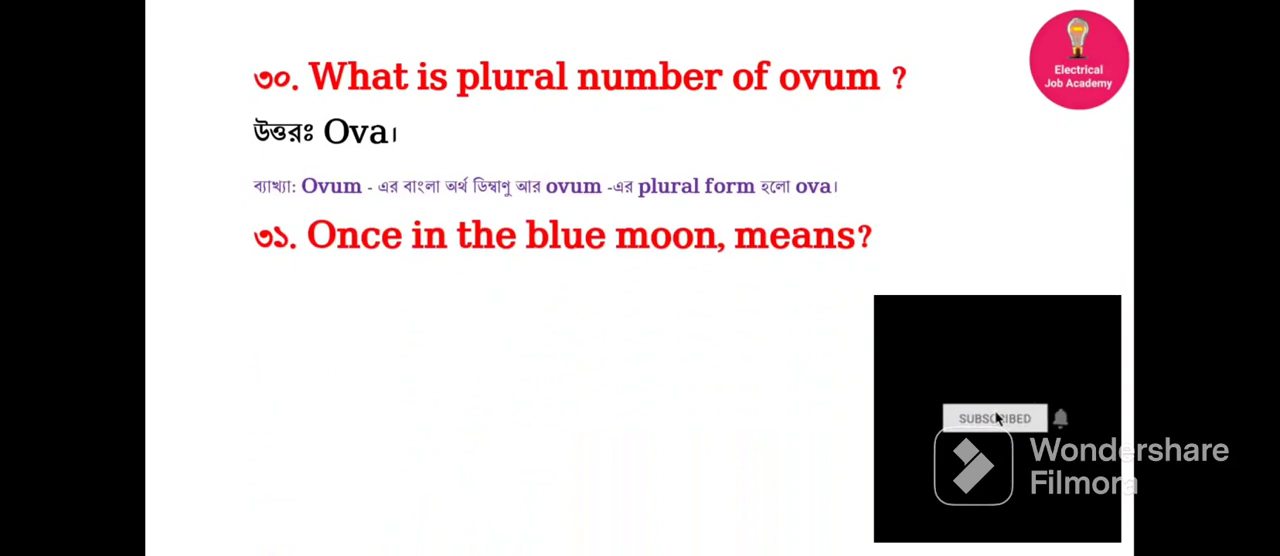 ৩০. What is plural number of ovum ?
উত্তরঃ Ova।
ব্যাখ্যা: Ovum - এর বাংলা অর্থ ডিম্বাণু আর ovum -এর plural form হলো ova।
৩১. Once in the blue moon, means?
Electrical
Job Academy
SUBSCRIBED
Wondershare
Filmora